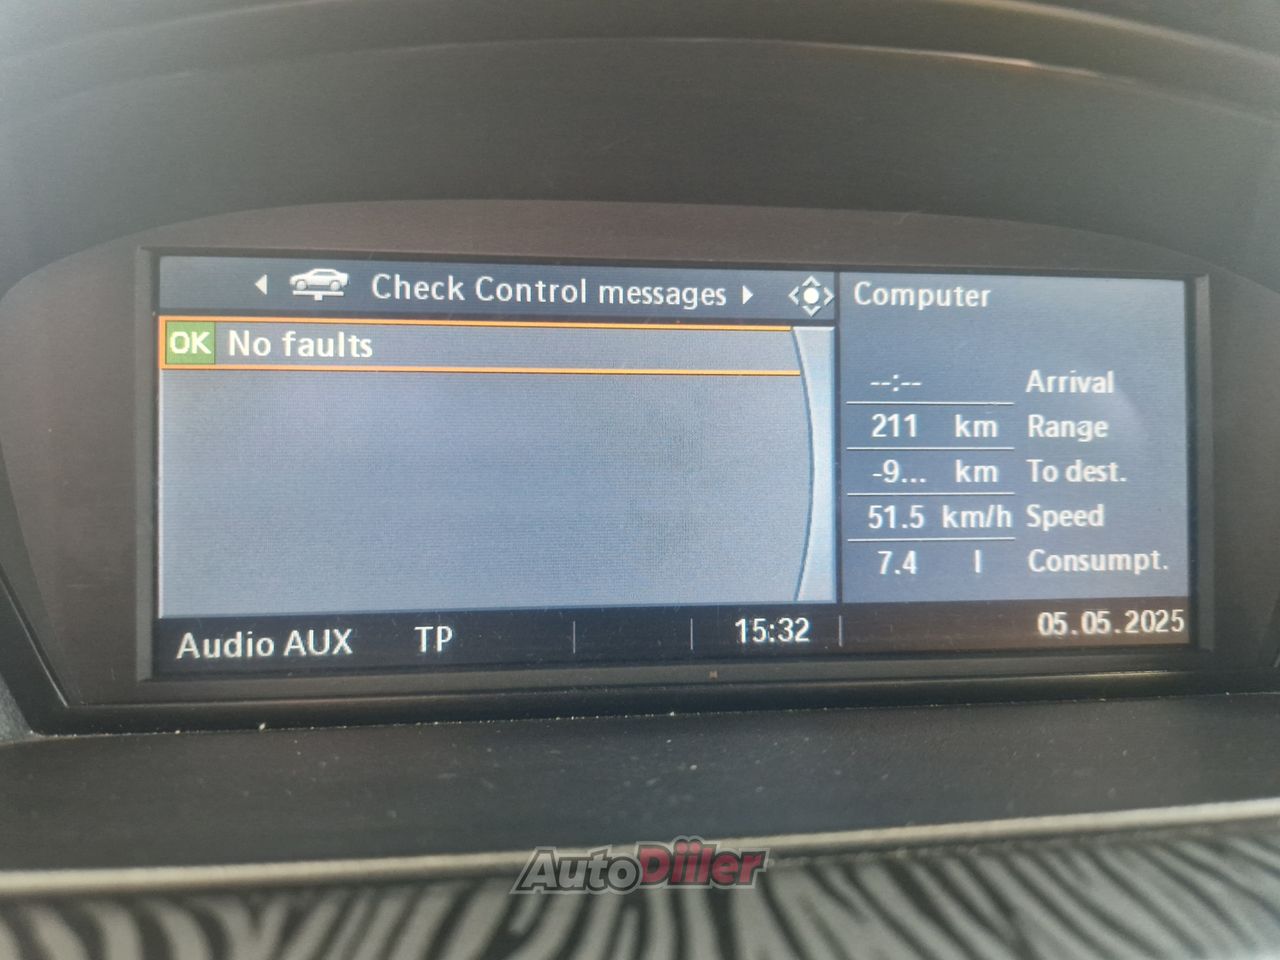 Check Control messages
OK No faults
Computer
--:-- Arrival
211 km Range
-9... km To dest.
51.5 km/h Speed
7.4 l Consumpt.
Audio AUX TP 15:32 05.05.2025
AutoDiler